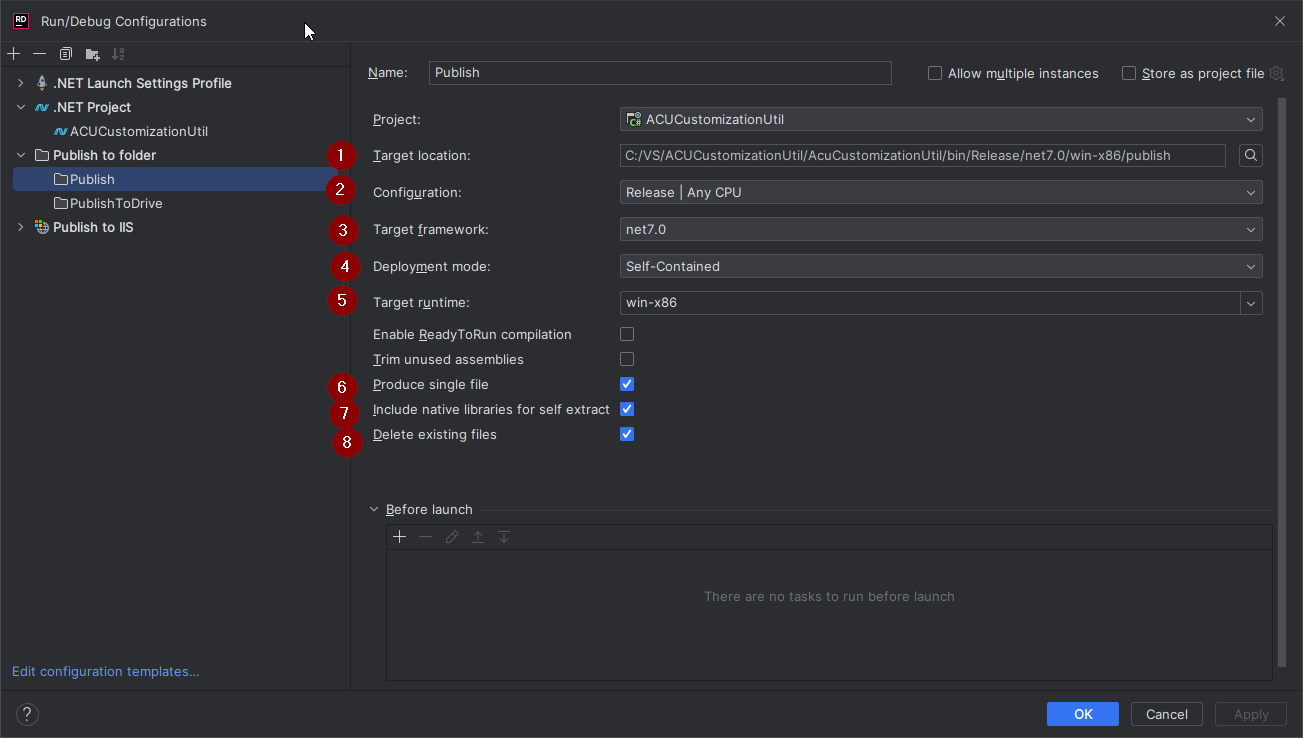 RD Run/Debug Configurations
.NET Launch Settings Profile
.NET Project
ACUCustomizationUtil
Publish to folder
Publish
PublishToDrive
Publish to IIS
Edit configuration templates...
Name: Publish
Allow multiple instances
Store as project file
Project: C# ACUCustomizationUtil
1 Target location: C:/VS/ACUCustomizationUtil/AcuCustomizationUtil/bin/Release/net7.0/win-x86/publish
2 Configuration: Release | Any CPU
3 Target framework: net7.0
4 Deployment mode: Self-Contained
5 Target runtime: win-x86
Enable ReadyToRun compilation
Trim unused assemblies
6 Produce single file
7 Include native libraries for self extract
8 Delete existing files
Before launch
There are no tasks to run before launch
? OK Cancel Apply